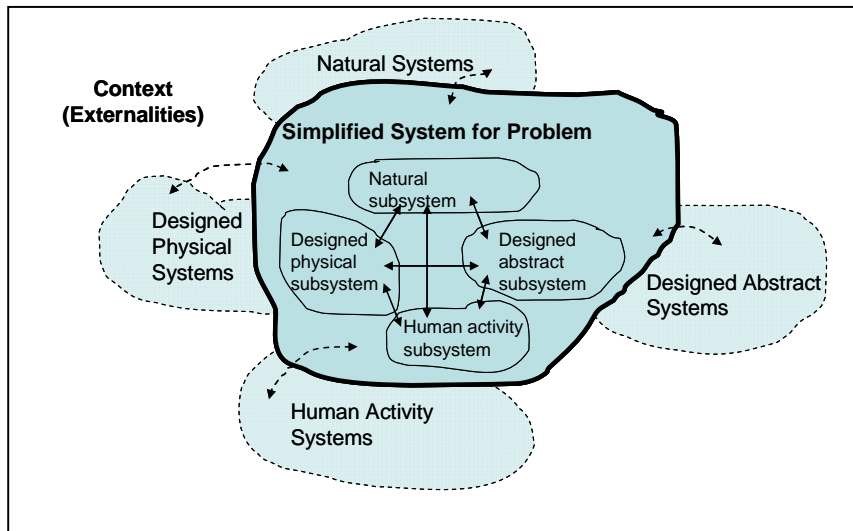 Natural Systems
Context
(Externalities)
Simplified System for Problem
Natural
subsystem
Designed
Physical
Systems
Designed
physical
subsystem
Designed
abstract
subsystem
Designed Abstract
Systems
Human activity
subsystem
Human Activity
Systems